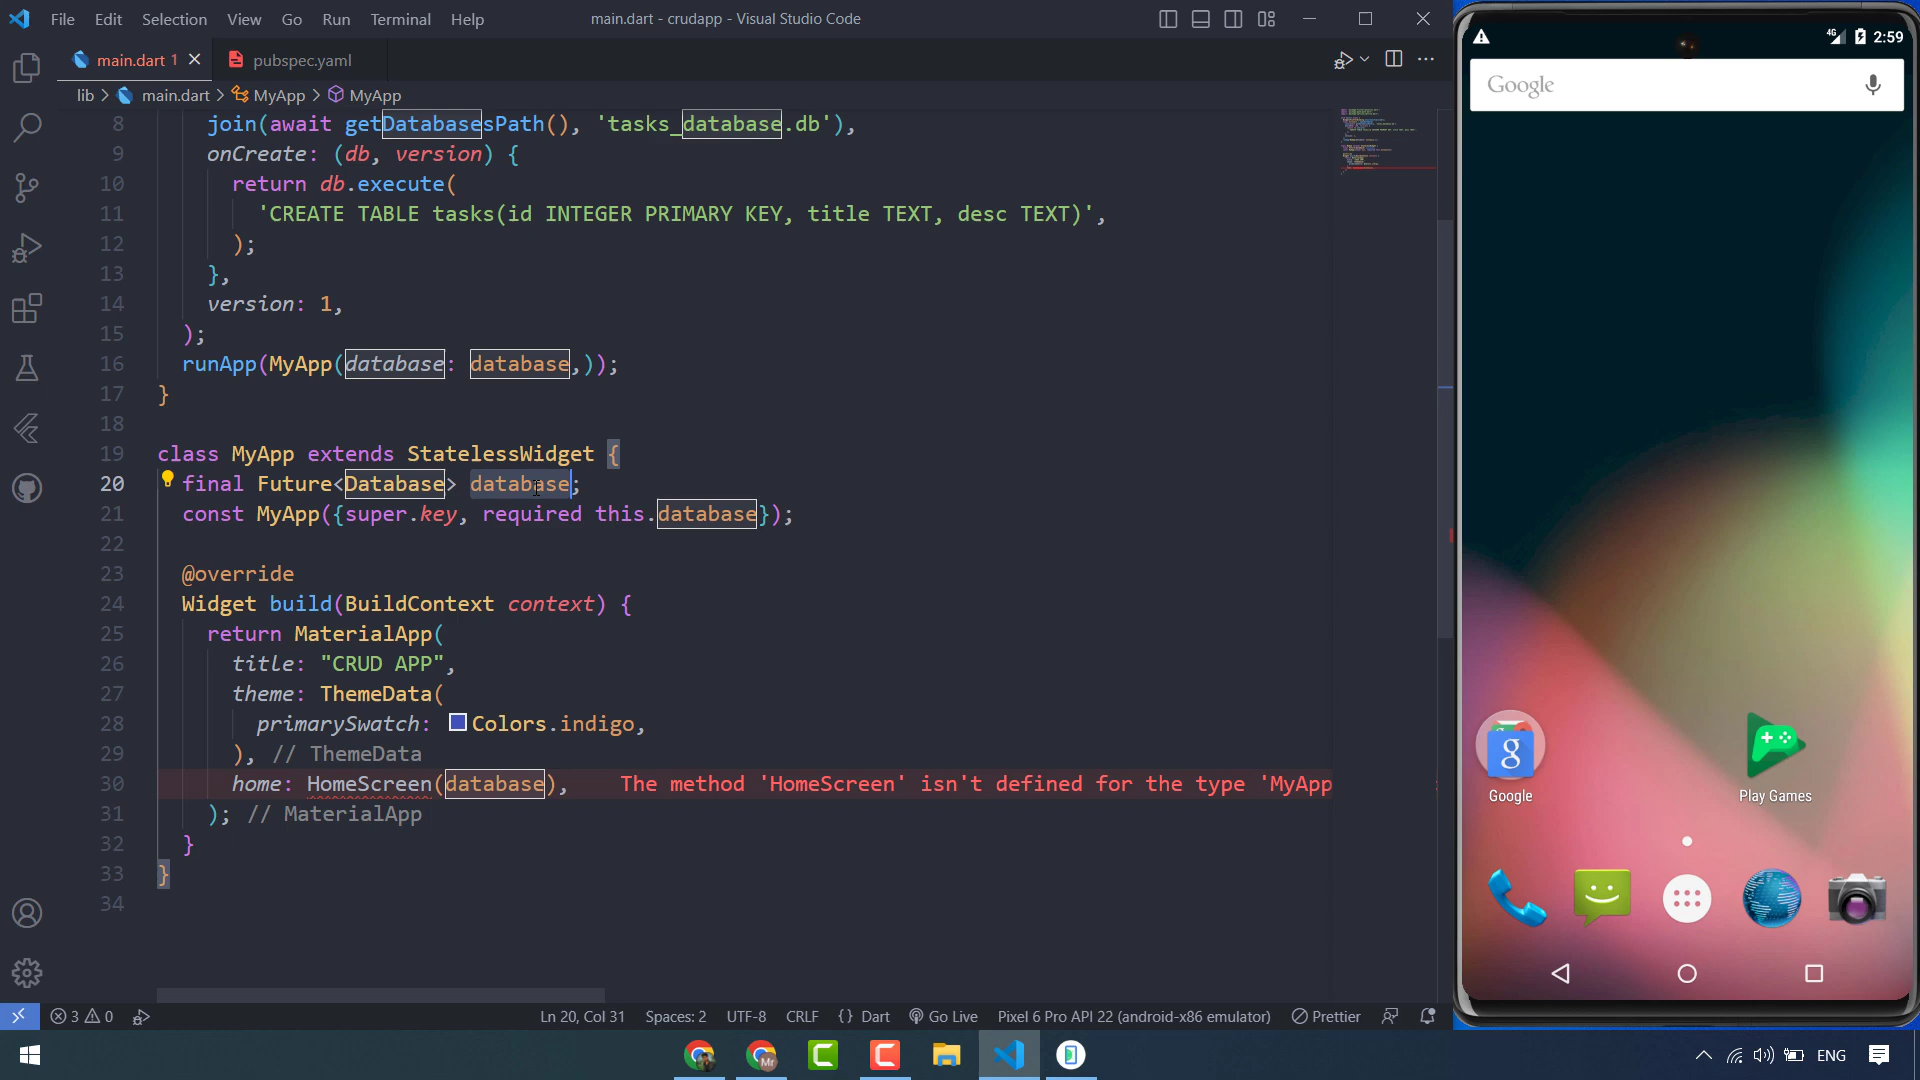 File Edit Selection View Go Run Terminal Help
main.dart - crudapp - Visual Studio Code
main.dart 1
pubspec.yaml
lib > main.dart > MyApp > MyApp
8 join(await getDatabasesPath(), 'tasks_database.db'),
9 onCreate: (db, version) {
10 return db.execute(
11 'CREATE TABLE tasks(id INTEGER PRIMARY KEY, title TEXT, desc TEXT)',
12 );
13 },
14 version: 1,
15 );
16 runApp(MyApp(database: database,));
17 }
18
19 class MyApp extends StatelessWidget {
20 final Future<Database> database;
21 const MyApp({super.key, required this.database});
22
23 @override
24 Widget build(BuildContext context) {
25 return MaterialApp(
26 title: "CRUD APP",
27 theme: ThemeData(
28 primarySwatch: Colors.indigo,
29 ), // ThemeData
30 home: HomeScreen(database), The method 'HomeScreen' isn't defined for the type 'MyApp
31 ); // MaterialApp
32 }
33 }
34
3 0 Ln 20, Col 31 Spaces: 2 UTF-8 CRLF {} Dart Go Live Pixel 6 Pro API 22 (android-x86 emulator) Prettier
4G 2:59
Google
g
Google
Play Games
Mr
ENG